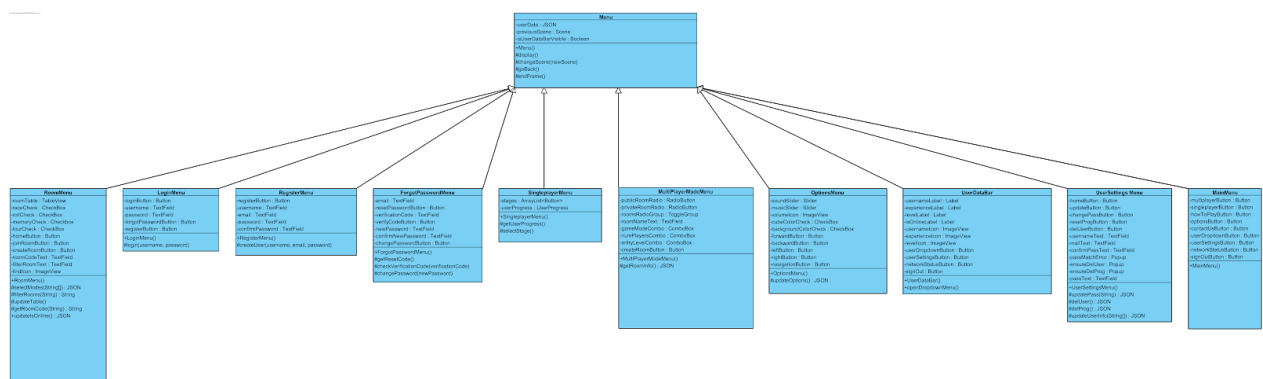 Menu
-userData : JSON
-previousScene : Scene
-isUserDataBarVisible : Boolean
+Menu()
#display()
#changeScene(newScene)
#goBack()
#endFrame()
RoomMenu
-roomTable : TableView
-raceCheck : CheckBox
-rollCheck : CheckBox
-memoryCheck : CheckBox
-fourCheck : CheckBox
-homeButton : Button
-joinRoomButton : Button
-createRoomButton : Button
-roomCodeText : TextField
-filterRoomText : TextField
-findIcon : ImageView
+RoomMenu()
#selectModes(String[]) : JSON
#filterRooms(String) : String
#updateTable()
#getRoomCode(String) : String
+updateIsOnline() : JSON
LoginMenu
-loginButton : Button
-username : TextField
-password : TextField
-forgotPasswordButton : Button
-registerButton : Button
+LoginMenu()
#login(username, password)
RegisterMenu
-registerButton : Button
-username : TextField
-email : TextField
-password : TextField
-confirmPassword : TextField
+RegisterMenu()
#createUser(username, email, password)
ForgotPasswordMenu
-email : TextField
-resetPasswordButton : Button
-verificationCode : TextField
-verifyCodeButton : Button
-newPassword : TextField
-confirmNewPassword : TextField
-changePasswordButton : Button
+ForgotPasswordMenu()
#getResetCode()
#checkVerificationCode(verificationCode)
#changePassword(newPassword)
SingleplayerMenu
-stages : ArrayList<Button>
-userProgress : UserProgress
+SingleplayerMenu()
#getUserProgress()
#selectStage()
MultiPlayerModeMenu
-publicRoomRadio : RadioButton
-privateRoomRadio : RadioButton
-roomsRadioGroup : ToggleGroup
-roomNameText : TextField
-gameModeCombo : ComboBox
-multiPlayersCombo : ComboBox
-entryLevelCombo : ComboBox
-createRoomButton : Button
+MultiPlayerModeMenu()
#getRoomInfo() : JSON
OptionsMenu
-soundSlider : Slider
-musicSlider : Slider
-volumeIcon : ImageView
-cubeColorCheck : CheckBox
-backgroundColorCheck : CheckBox
-forwardButton : Button
-backwardButton : Button
-leftButton : Button
-rightButton : Button
-navigationButton : Button
+OptionsMenu()
#updateOptions() : JSON
UserDataBar
-usernameLabel : Label
-experienceLabel : Label
-levelLabel : Label
-isOnlineLabel : Label
-usernameIcon : ImageView
-experienceIcon : ImageView
-levelIcon : ImageView
-userDropdownButton : Button
-userSettingsButton : Button
-networkStatusButton : Button
-signOut : Button
+UserDataBar()
-openDropdownMenu()
UserSettings Menu
-homeButton : Button
-updateButton : Button
-changePassButton : Button
-resetProgButton : Button
-delUserButton : Button
-usernameText : TextField
-mailText : TextField
-confirmPassText : TextField
-passMatchError : Popup
-ensureDelUser : Popup
-ensureDelProg : Popup
-passText : TextField
+UserSettingsMenu()
#updatePass(String) : JSON
#delUser() : JSON
#delProg() : JSON
#updateUserInfo(String[]) : JSON
MainMenu
-multiplayerButton : Button
-singleplayerButton : Button
-howToPlayButton : Button
-optionsButton : Button
-contactUsButton : Button
-userDropdownButton : Button
-userSettingsButton : Button
-networkStatusButton : Button
-signOutButton : Button
+MainMenu()